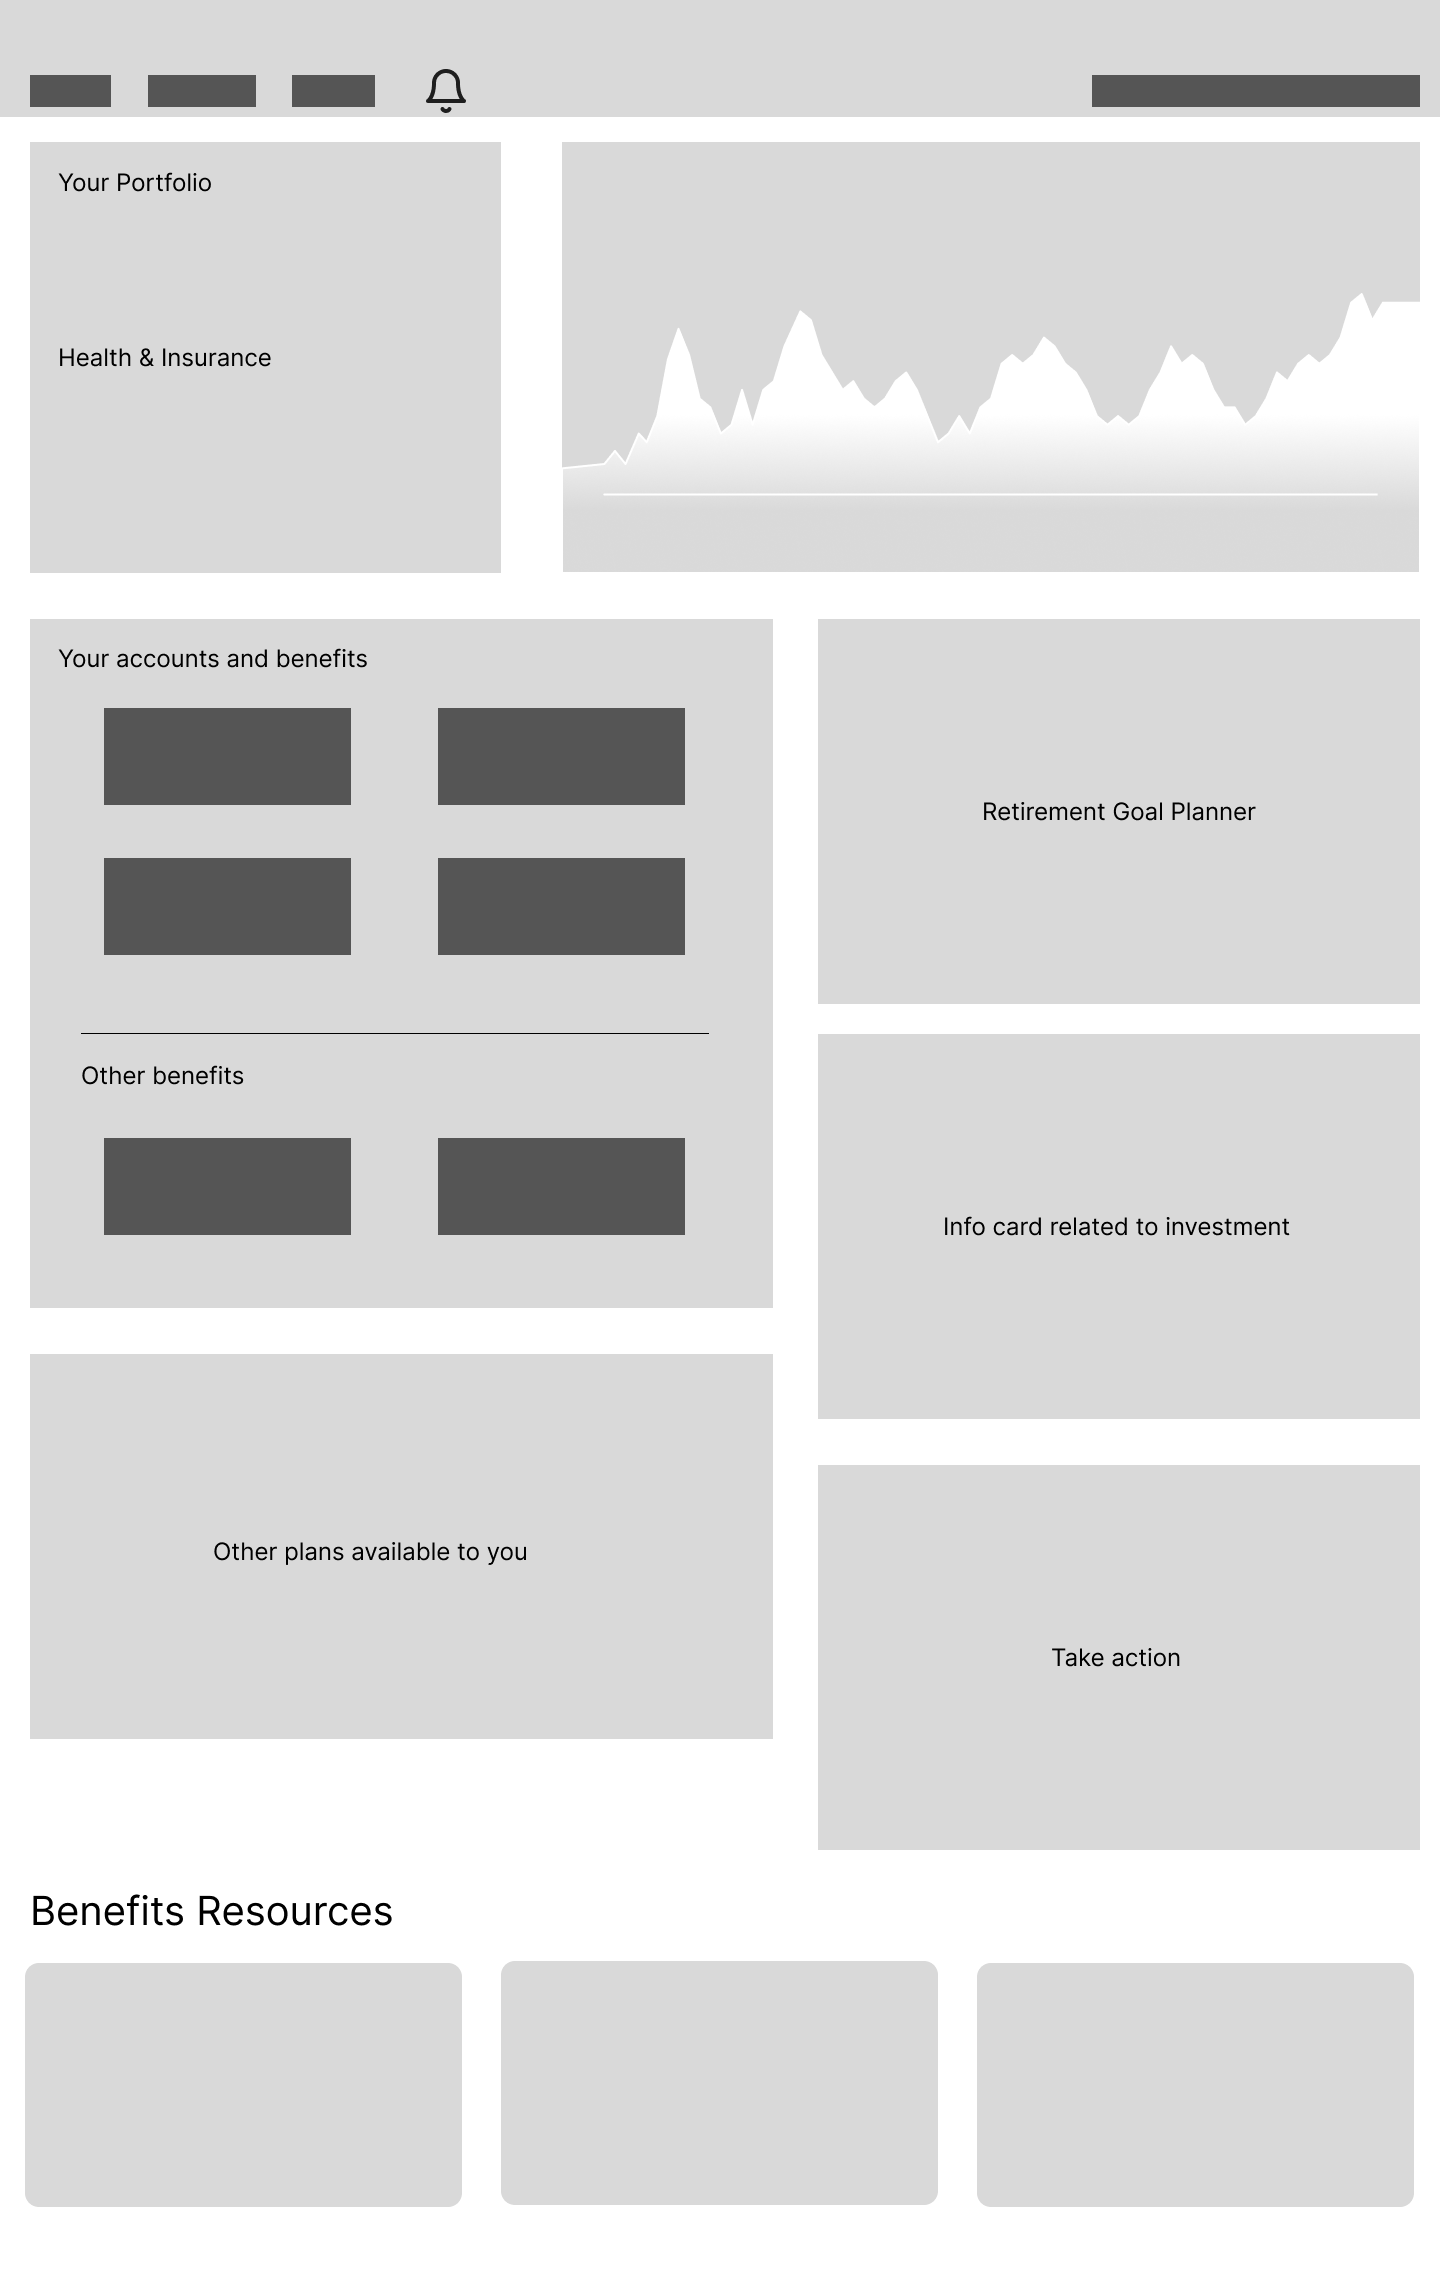 Your Portfolio
Health & Insurance
Your accounts and benefits
Other benefits
Retirement Goal Planner
Info card related to investment
Other plans available to you
Take action
Benefits Resources